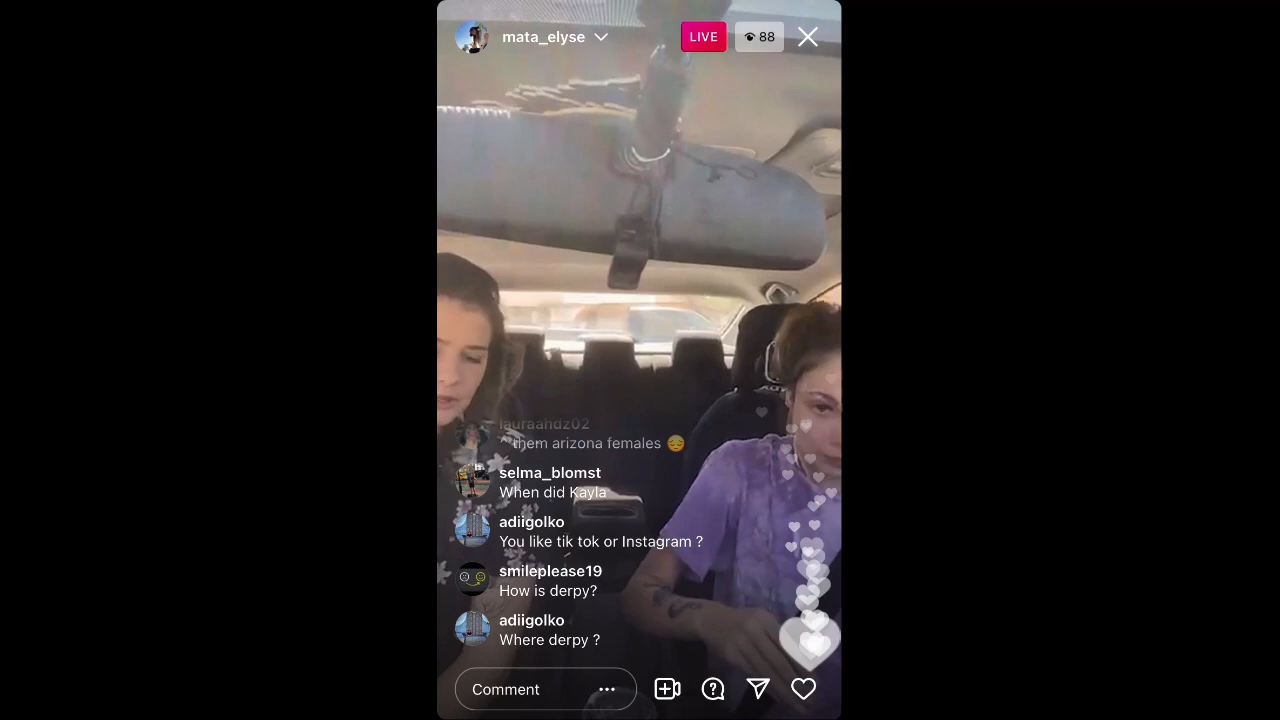 mata_elyse
LIVE
88
lauraahdz02
^ them arizona females 😔
selma_blomst
When did Kayla
adiigolko
You like tik tok or Instagram ?
smileplease19
How is derpy?
adiigolko
Where derpy ?
Comment